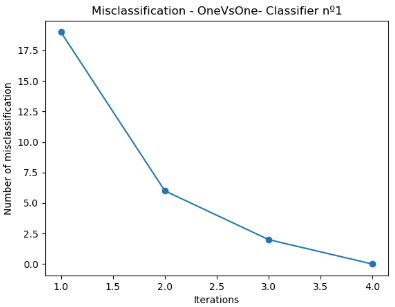 Misclassification - OneVsOne- Classifier nº1
Number of misclassification
17.5
15.0
12.5
10.0
7.5
5.0
2.5
0.0
1.0 1.5 2.0 2.5 3.0 3.5 4.0
Iterations